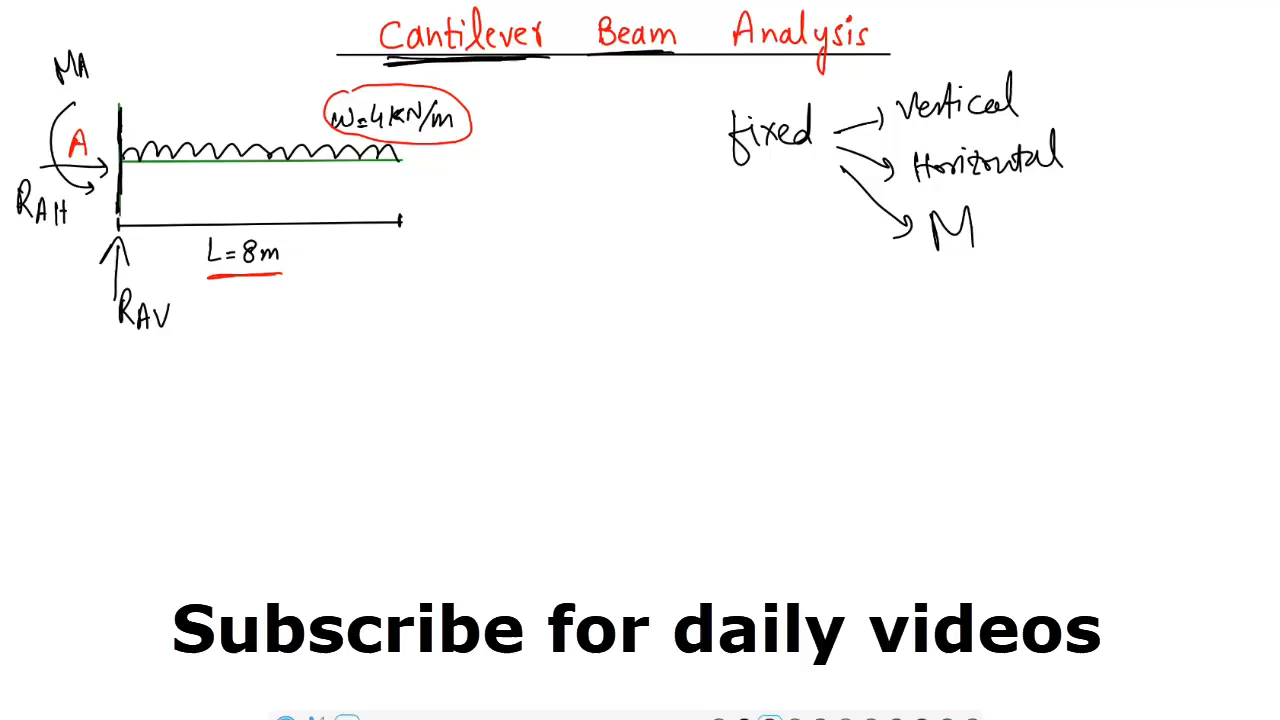 Cantilever Beam Analysis
MA
w=4kN/m
A
RAH
L=8m
RAV
fixed
vertical
Horizontal
M
Subscribe for daily videos